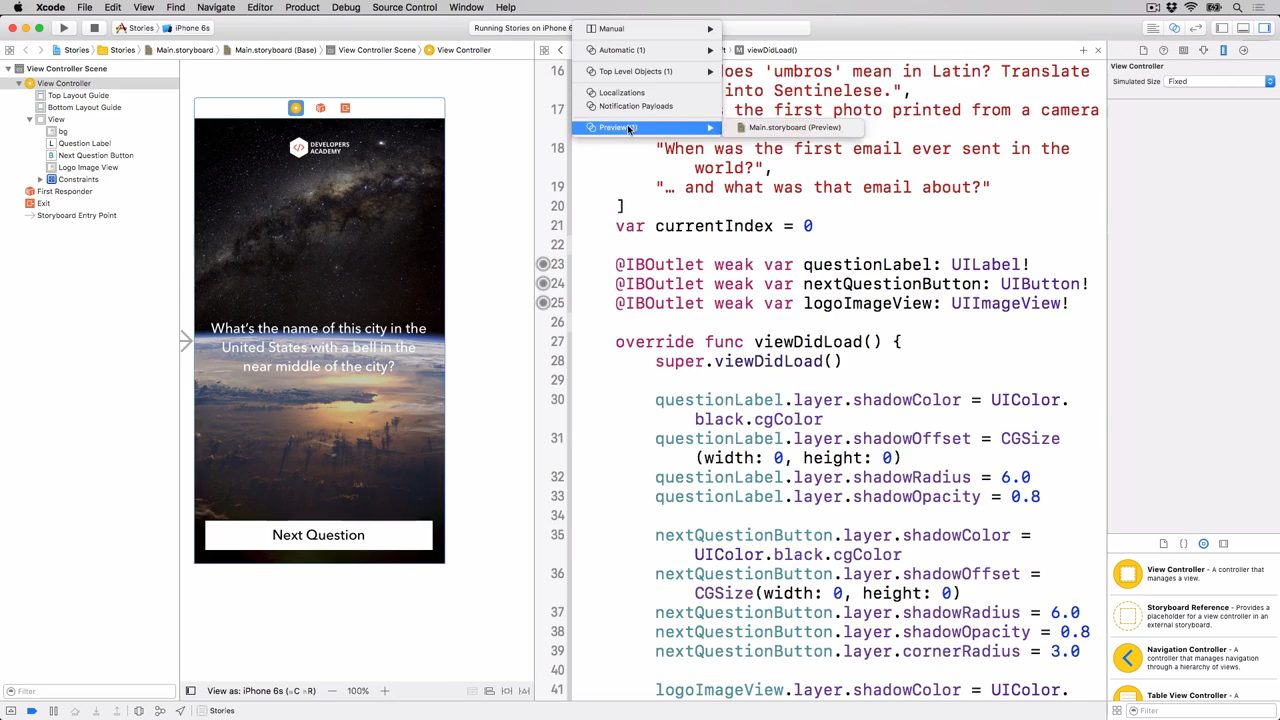 Xcode File Edit View Find Navigate Editor Product Debug Source Control Window Help
Stories iPhone 6s
Running Stories on iPhone 6
Stories Stories Main.storyboard Main.storyboard (Base) View Controller Scene View Controller
viewDidLoad()
Manual
Automatic (1)
Top Level Objects (1)
Localizations
Notification Payloads
Main.storyboard (Preview)
View Controller Scene
View Controller
Top Layout Guide
Bottom Layout Guide
View
bg
Question Label
Next Question Button
Logo Image View
Constraints
First Responder
Exit
Storyboard Entry Point
DEVELOPERS
ACADEMY
What's the name of this city in the
United States with a bell in the
near middle of the city?
Next Question
16 does 'umbros' mean in Latin? Translate
into Sentinelese.",
17 the first photo printed from a camera
18 "When was the first email ever sent in the
world?",
19 "… and what was that email about?"
20 ]
21 var currentIndex = 0
22
23 @IBOutlet weak var questionLabel: UILabel!
24 @IBOutlet weak var nextQuestionButton: UIButton!
25 @IBOutlet weak var logoImageView: UIImageView!
26
27 override func viewDidLoad() {
28 super.viewDidLoad()
29
30 questionLabel.layer.shadowColor = UIColor.
black.cgColor
31 questionLabel.layer.shadowOffset = CGSize
(width: 0, height: 0)
32 questionLabel.layer.shadowRadius = 6.0
33 questionLabel.layer.shadowOpacity = 0.8
34
35 nextQuestionButton.layer.shadowColor =
UIColor.black.cgColor
36 nextQuestionButton.layer.shadowOffset =
CGSize(width: 0, height: 0)
37 nextQuestionButton.layer.shadowRadius = 6.0
38 nextQuestionButton.layer.shadowOpacity = 0.8
39 nextQuestionButton.layer.cornerRadius = 3.0
40
41 logoImageView.layer.shadowColor = UIColor.
View Controller
Simulated Size Fixed
View Controller - A controller that
manages a view.
Storyboard Reference - Provides a
placeholder for a view controller in an
external storyboard.
Navigation Controller - A
controller that manages navigation
through a hierarchy of views.
Table View Controller - A
Filter
View as: iPhone 6s (wC hR) 100%
Stories
Filter